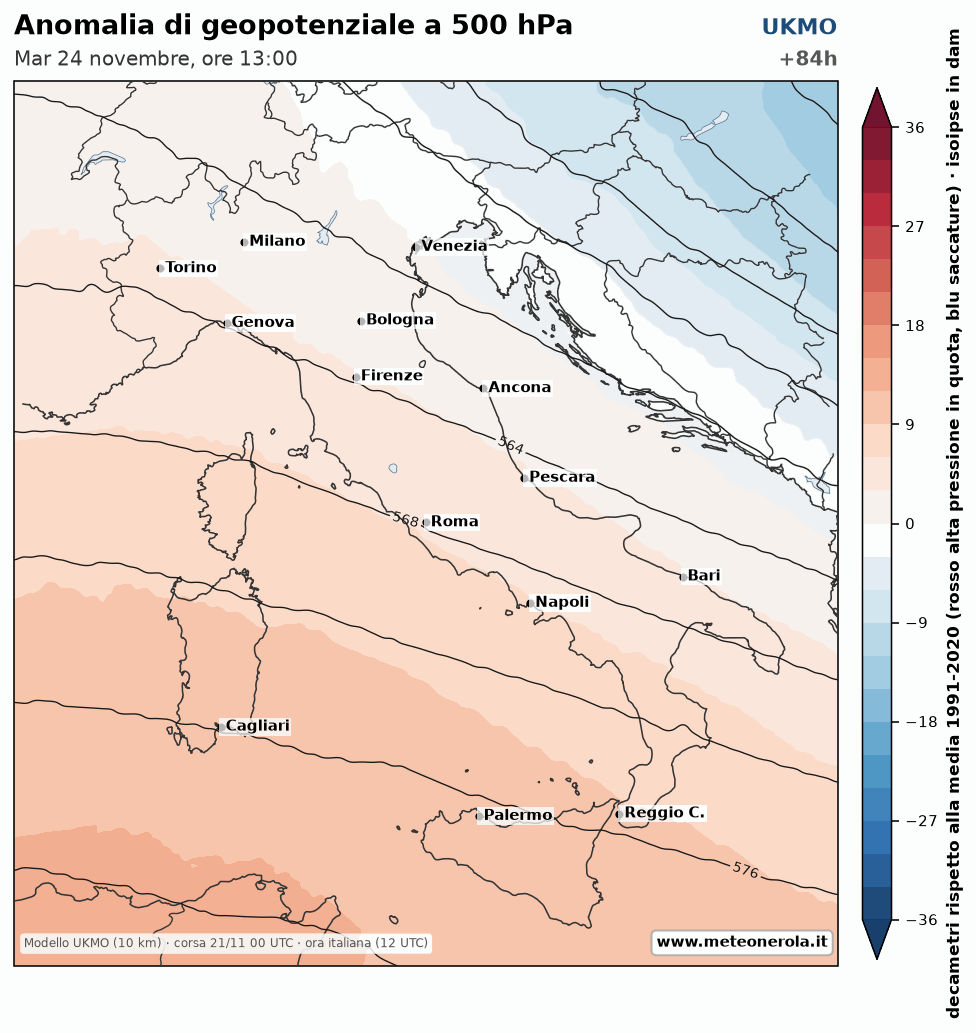 Anomalia di geopotenziale a 500 hPa
UKMO
Mar 24 novembre, ore 13:00
+84h
Milano
Venezia
Torino
Genova
Bologna
Firenze
Ancona
564
Pescara
568
Roma
Bari
Napoli
Cagliari
Palermo
Reggio C.
576
Modello UKMO (10 km) · corsa 21/11 00 UTC · ora italiana (12 UTC)
www.meteonerola.it
36
27
18
9
0
−9
−18
−27
−36
decametri rispetto alla media 1991-2020 (rosso alta pressione in quota, blu saccature) · isoipse in dam